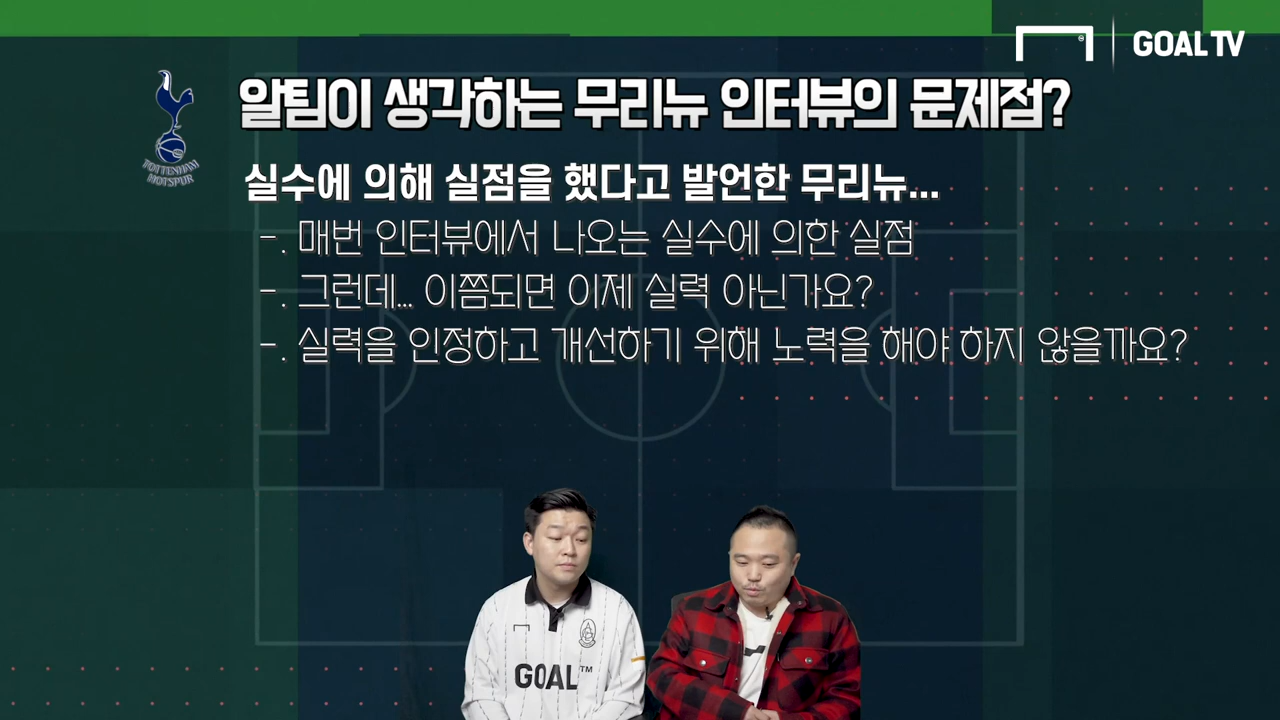 GOAL TV
알팀이 생각하는 무리뉴 인터뷰의 문제점?
TOTTENHAM
HOTSPUR
실수에 의해 실점을 했다고 발언한 무리뉴...
-. 매번 인터뷰에서 나오는 실수에 의한 실점
-. 그런데... 이쯤되면 이제 실력 아닌가요?
-. 실력을 인정하고 개선하기 위해 노력을 해야 하지 않을까요?
GOAL™